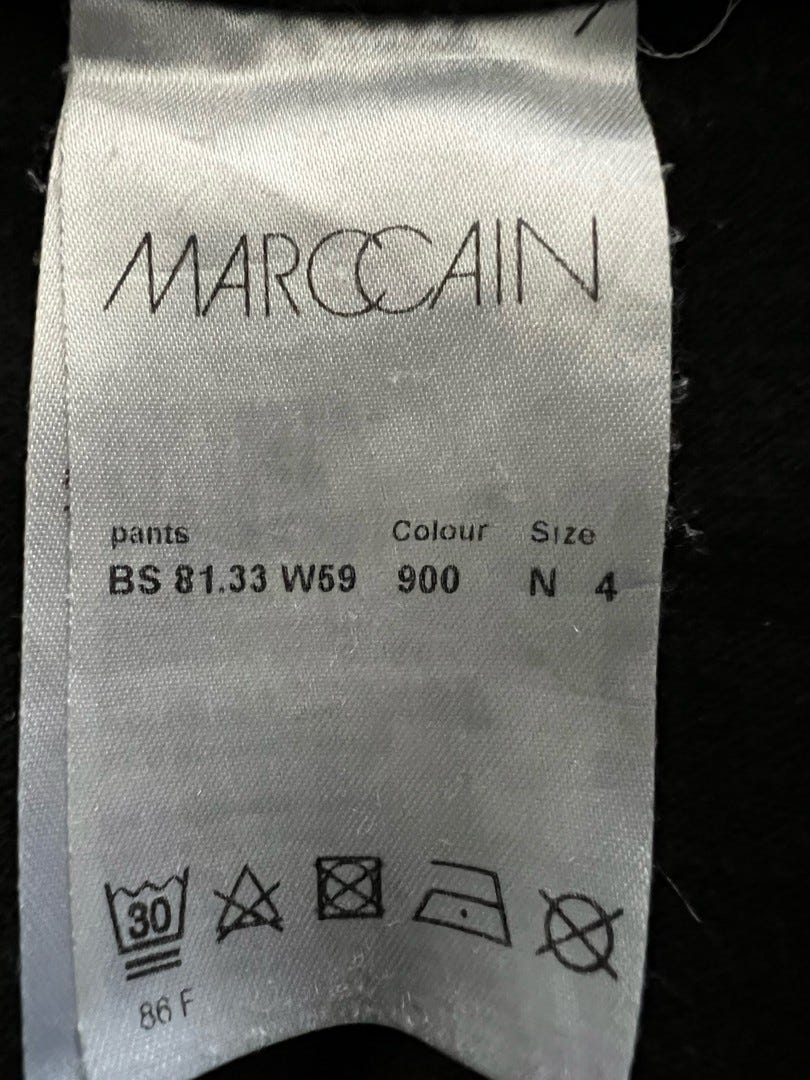 MARCCAIN
pants Colour Size
BS 81.33 W59 900 N 4
30
86 F